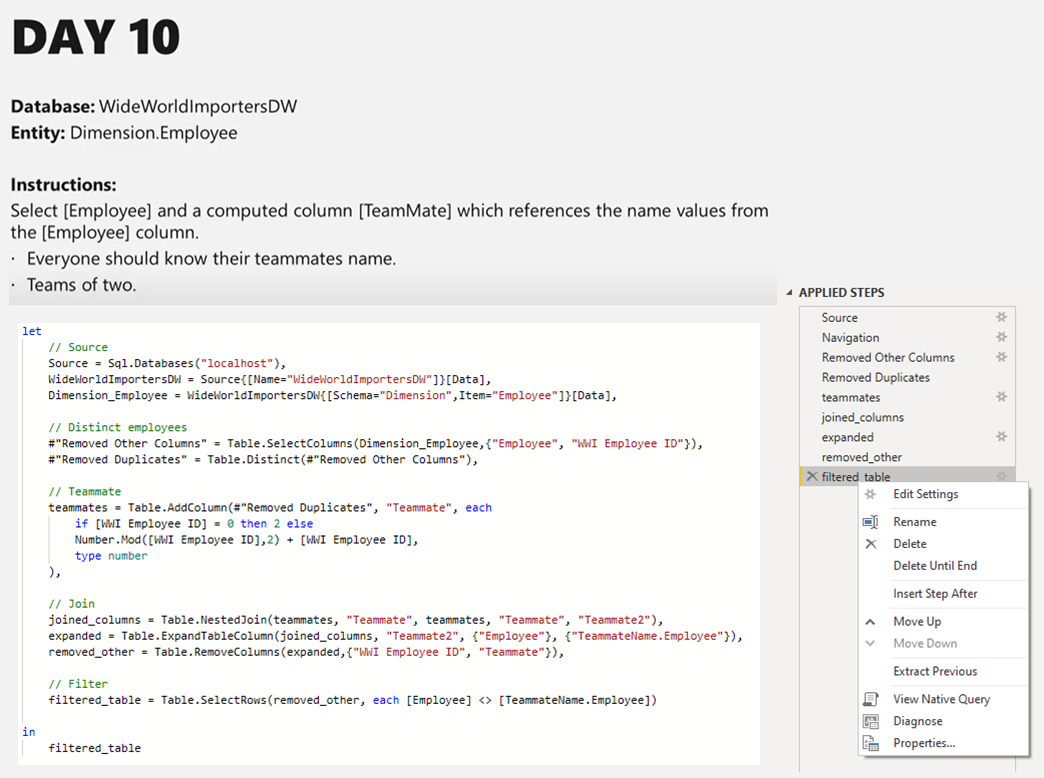 DAY 10
Database: WideWorldImportersDW
Entity: Dimension.Employee
Instructions:
Select [Employee] and a computed column [TeamMate] which references the name values from
the [Employee] column.
· Everyone should know their teammates name.
· Teams of two.
let
// Source
Source = Sql.Databases("localhost"),
WideWorldImportersDW = Source{[Name="WideWorldImportersDW"]}[Data],
Dimension_Employee = WideWorldImportersDW{[Schema="Dimension",Item="Employee"]}[Data],
// Distinct employees
#"Removed Other Columns" = Table.SelectColumns(Dimension_Employee,{"Employee", "WWI Employee ID"}),
#"Removed Duplicates" = Table.Distinct(#"Removed Other Columns"),
// Teammate
teammates = Table.AddColumn(#"Removed Duplicates", "Teammate", each
if [WWI Employee ID] = 0 then 2 else
Number.Mod([WWI Employee ID],2) + [WWI Employee ID],
type number
),
// Join
joined_columns = Table.NestedJoin(teammates, "Teammate", teammates, "Teammate", "Teammate2"),
expanded = Table.ExpandTableColumn(joined_columns, "Teammate2", {"Employee"}, {"TeammateName.Employee"}),
removed_other = Table.RemoveColumns(expanded,{"WWI Employee ID", "Teammate"}),
// Filter
filtered_table = Table.SelectRows(removed_other, each [Employee] <> [TeammateName.Employee])
in
filtered_table
APPLIED STEPS
Source
Navigation
Removed Other Columns
Removed Duplicates
teammates
joined_columns
expanded
removed_other
filtered_table
Edit Settings
Rename
Delete
Delete Until End
Insert Step After
Move Up
Move Down
Extract Previous
View Native Query
Diagnose
Properties...